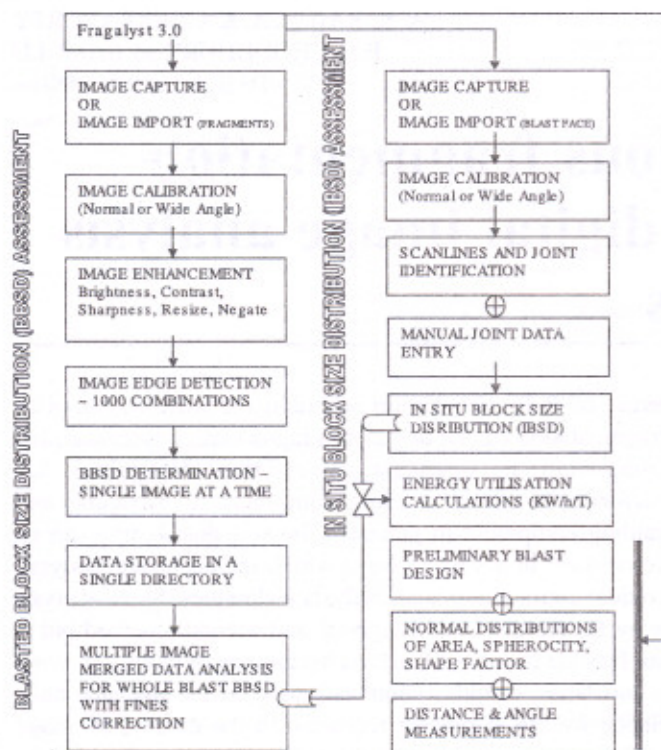 Fragalyst 3.0
BLASTED BLOCK SIZE DISTRIBUTION (BBSD) ASSESSMENT
IMAGE CAPTURE
OR
IMAGE IMPORT (FRAGMENTS)
IMAGE CALIBRATION
(Normal or Wide Angle)
IMAGE ENHANCEMENT
Brightness, Contrast,
Sharpness, Resize, Negate
IMAGE EDGE DETECTION
~ 1000 COMBINATIONS
BBSD DETERMINATION –
SINGLE IMAGE AT A TIME
DATA STORAGE IN A
SINGLE DIRECTORY
MULTIPLE IMAGE
MERGED DATA ANALYSIS
FOR WHOLE BLAST BBSD
WITH FINES
CORRECTION
IN SITU BLOCK SIZE DISTRIBUTION (IBSD) ASSESSMENT
IMAGE CAPTURE
OR
IMAGE IMPORT (BLAST FACE)
IMAGE CALIBRATION
(Normal or Wide Angle)
SCANLINES AND JOINT
IDENTIFICATION
MANUAL JOINT DATA
ENTRY
IN SITU BLOCK SIZE
DISRIBUTION (IBSD)
ENERGY UTILISATION
CALCULATIONS (KW/h/T)
PRELIMINARY BLAST
DESIGN
NORMAL DISTRIBUTIONS
OF AREA, SPHEROCITY,
SHAPE FACTOR
DISTANCE & ANGLE
MEASUREMENTS